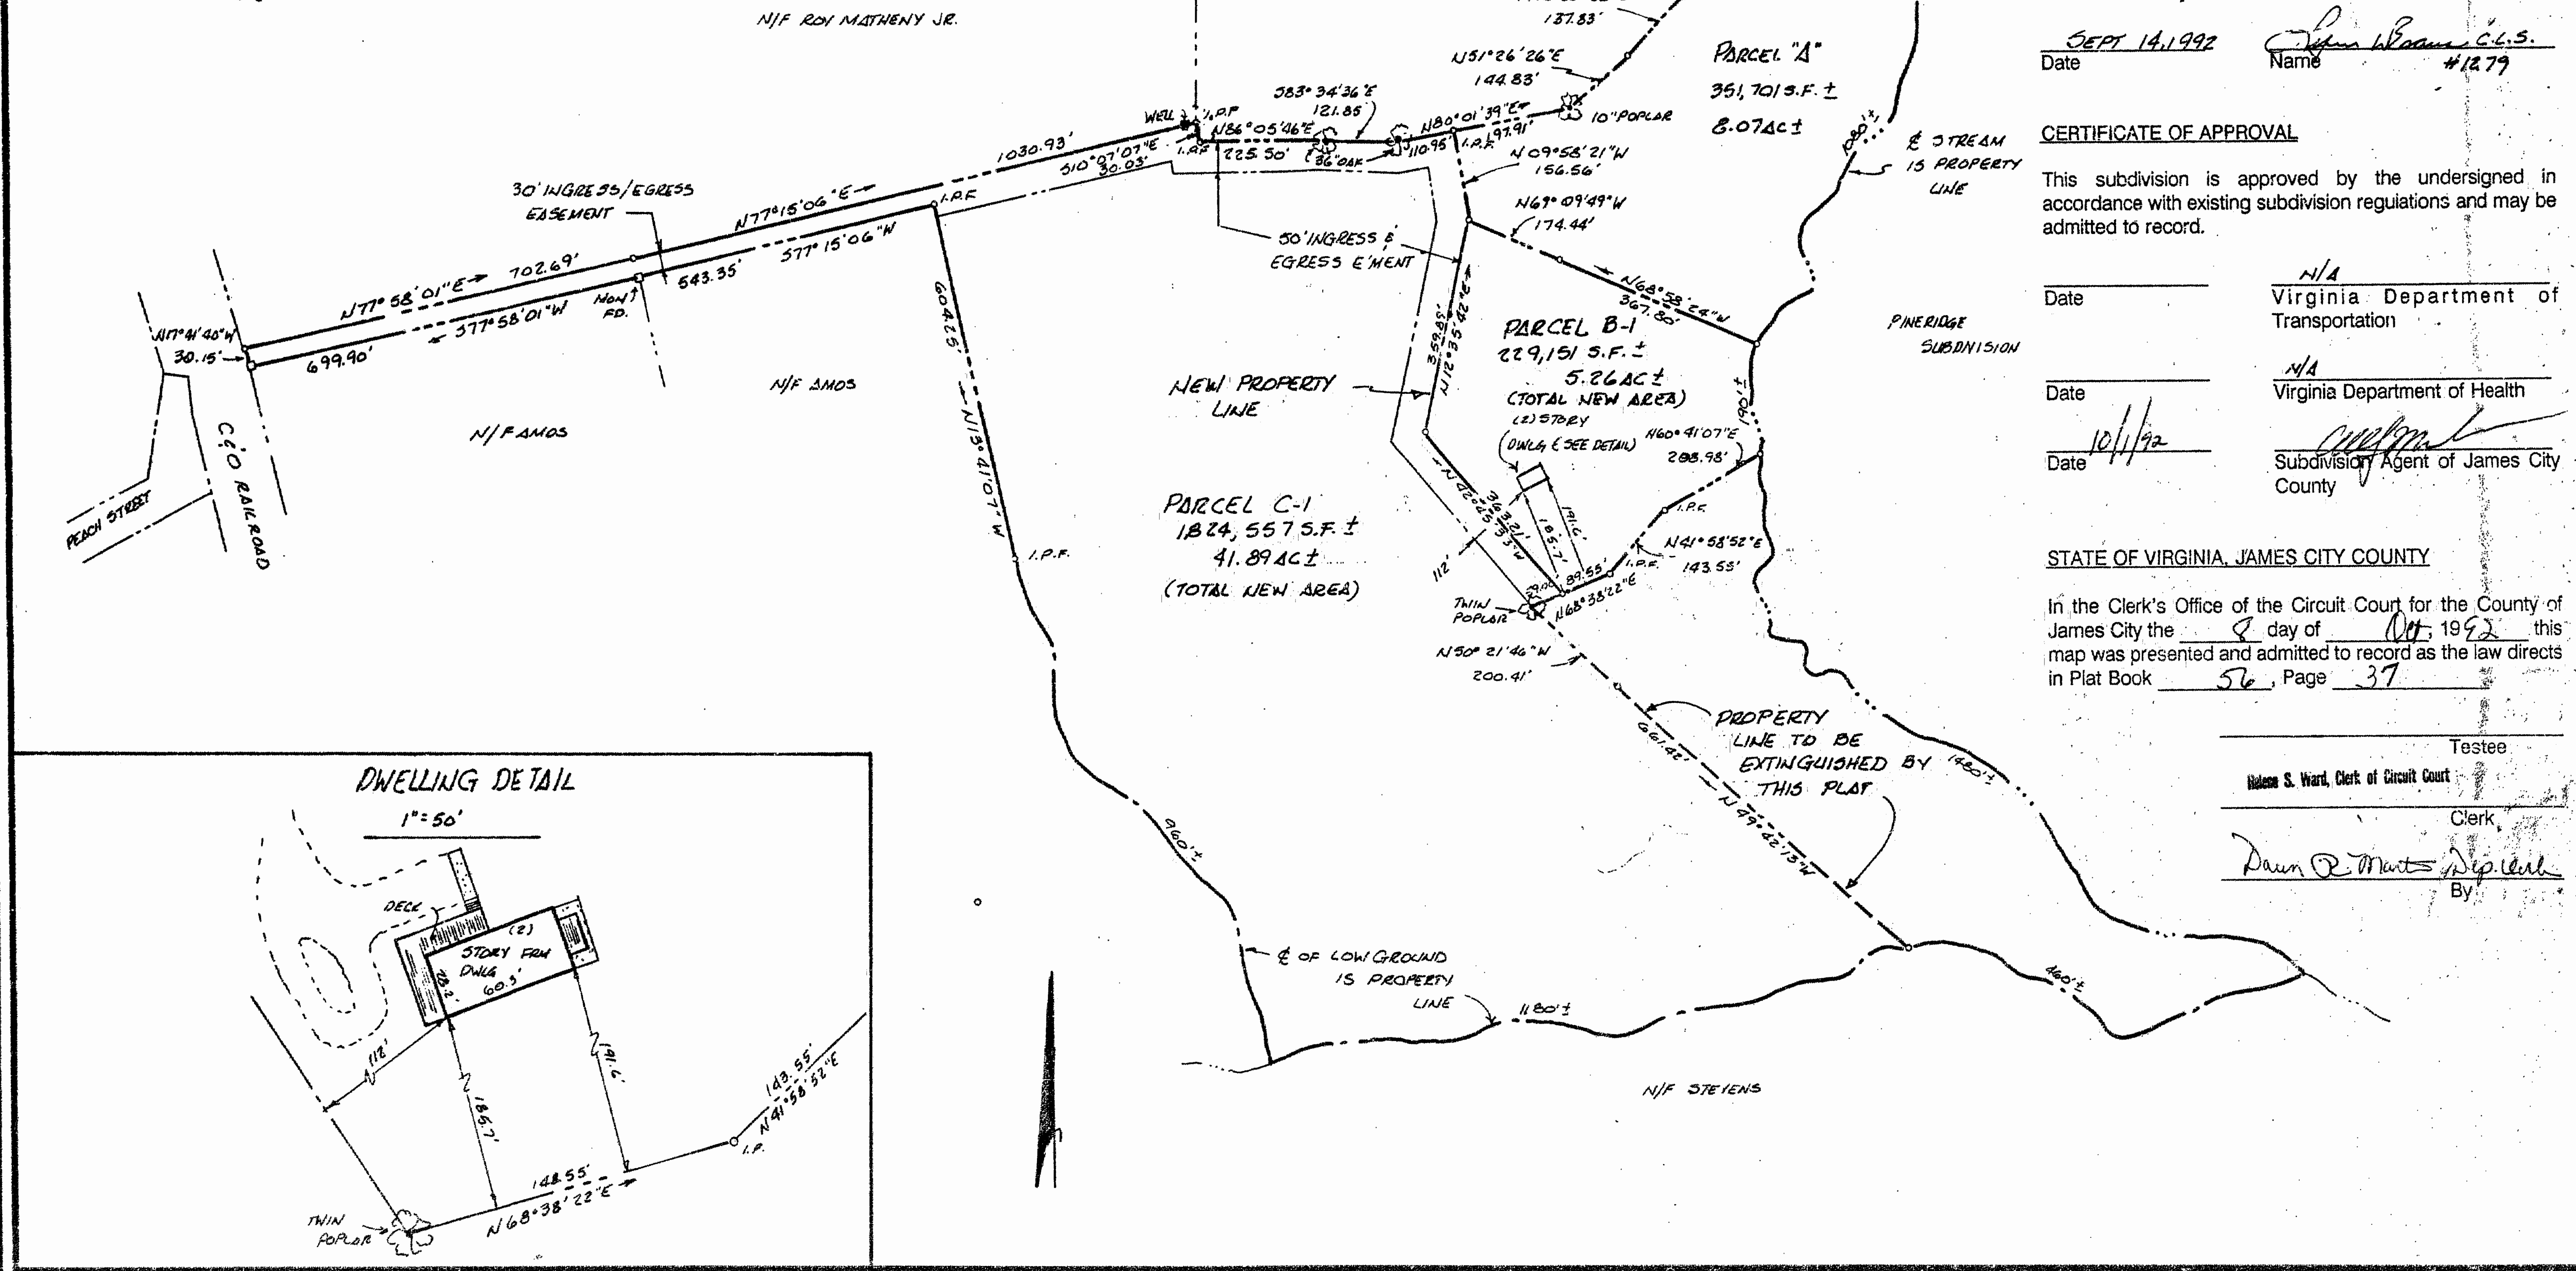 N/F ROY MATHENY JR.
137.83'
N51°26'26"E
144.83'
PARCEL "A"
351,701 S.F. ±
8.07 AC ±
S83°34'36"E
121.85'
WELL
I.P.F
N86°05'46"E
225.50'
I.P.F
36" OAK
110.95'
N80°01'39"E
197.91'
I.P.F.
10" POPLAR
N09°58'21"W
156.56'
N69°09'49"W
174.44'
80'±
℄ STREAM
IS PROPERTY
LINE
1030.93'
S10°07'07"E
30.03'
30' INGRESS/EGRESS
EASEMENT
N77°15'06"E
I.P.F.
S77°15'06"W
543.35'
50' INGRESS &
EGRESS E'MENT
702.69'
N77°58'01"E
MON
FD.
S77°58'01"W
699.90'
N17°41'40"W
30.15'
C&O RAILROAD
PEACH STREET
N/F AMOS
N/F AMOS
604.25'
N13°41'07"W
I.P.F.
NEW PROPERTY
LINE
359.85'
N12°35'42"E
N68°58'24"W
367.80'
PARCEL B-1
229,151 S.F. ±
5.26 AC ±
(TOTAL NEW AREA)
(2) STORY
DWLG (SEE DETAIL)
N60°41'07"E
190'±
PINERIDGE
SUBDIVISION
PARCEL C-1
1,824,557 S.F. ±
41.89 AC ±
(TOTAL NEW AREA)
363.21'
112'
185.7'
191.6'
I.P.F.
N41°58'52"E
143.55'
I.P.F.
89.55'
N68°38'22"E
TWIN
POPLAR
N50°21'46"W
200.41'
661.42'
N49°42'13"W
PROPERTY
LINE TO BE
EXTINGUISHED BY
THIS PLAT
1480'±
960'±
℄ OF LOW GROUND
IS PROPERTY
LINE
1180'±
460'±
N/F STEVENS
DWELLING DETAIL
1"=50'
DECK
(2)
STORY FRM
DWLG
28.2'
60.3'
112'
185.7'
191.6'
143.55'
N41°58'52"E
I.P.
148.55'
N68°38'22"E
TWIN
POPLAR
SEPT 14, 1992
C.L.S.
Date
Name
#1279
CERTIFICATE OF APPROVAL
This subdivision is approved by the undersigned in
accordance with existing subdivision regulations and may be
admitted to record.
N/A
Date
Virginia Department of
Transportation
N/A
Date
Virginia Department of Health
10/1/92
Date
Subdivision Agent of James City
County
STATE OF VIRGINIA, JAMES CITY COUNTY
In the Clerk's Office of the Circuit Court for the County of
James City the 8 day of Oct, 1992 this
map was presented and admitted to record as the law directs
in Plat Book 56, Page 37
Testee
Helene S. Ward, Clerk of Circuit Court
Clerk
Dep. Clerk
By